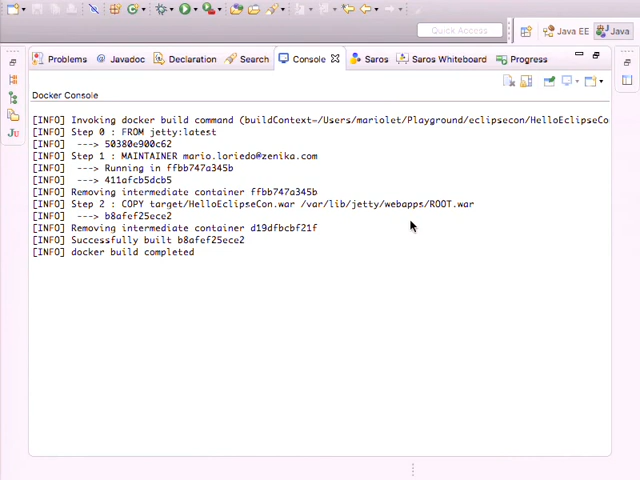 Quick Access
Java EE
Java
Problems
Javadoc
Declaration
Search
Console
Saros
Saros Whiteboard
Progress
Docker Console
[INFO] Invoking docker build command (buildContext=/Users/mariolet/Playground/eclipsecon/HelloEclipseCo
[INFO] Step 0 : FROM jetty:latest
[INFO]  ---> 50380e900c62
[INFO] Step 1 : MAINTAINER mario.loriedo@zenika.com
[INFO]  ---> Running in ffbb747a345b
[INFO]  ---> 411afcb5dcb5
[INFO] Removing intermediate container ffbb747a345b
[INFO] Step 2 : COPY target/HelloEclipseCon.war /var/lib/jetty/webapps/ROOT.war
[INFO]  ---> b8afef25ece2
[INFO] Removing intermediate container d19dfbcbf21f
[INFO] Successfully built b8afef25ece2
[INFO] docker build completed
JU